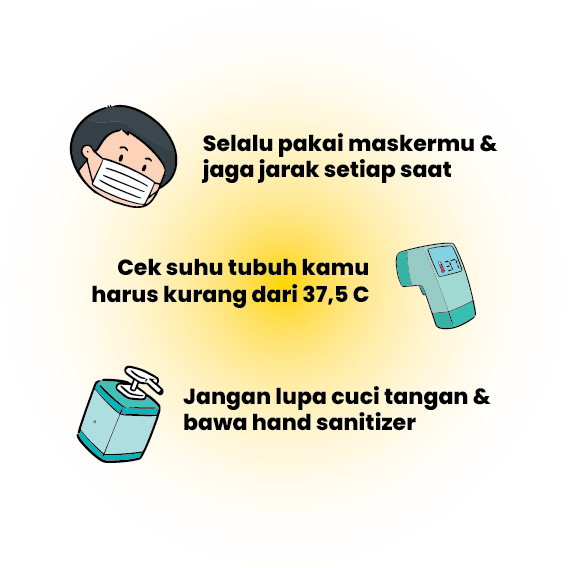 Selalu pakai maskermu &
jaga jarak setiap saat
Cek suhu tubuh kamu
harus kurang dari 37,5 C
37
Jangan lupa cuci tangan &
bawa hand sanitizer